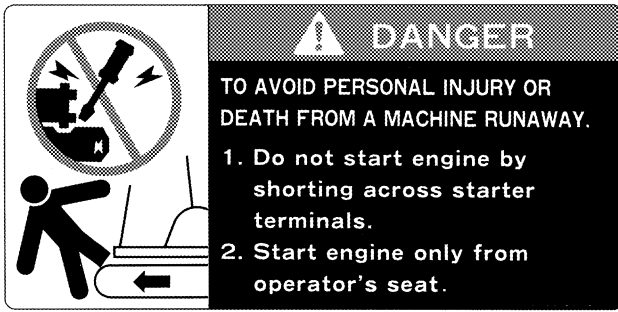 DANGER
TO AVOID PERSONAL INJURY OR
DEATH FROM A MACHINE RUNAWAY.
1. Do not start engine by
shorting across starter
terminals.
2. Start engine only from
operator's seat.